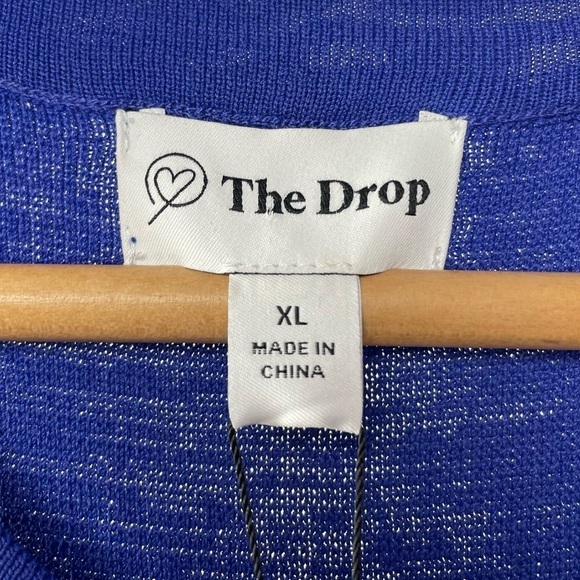 The Drop
XL
MADE IN
CHINA